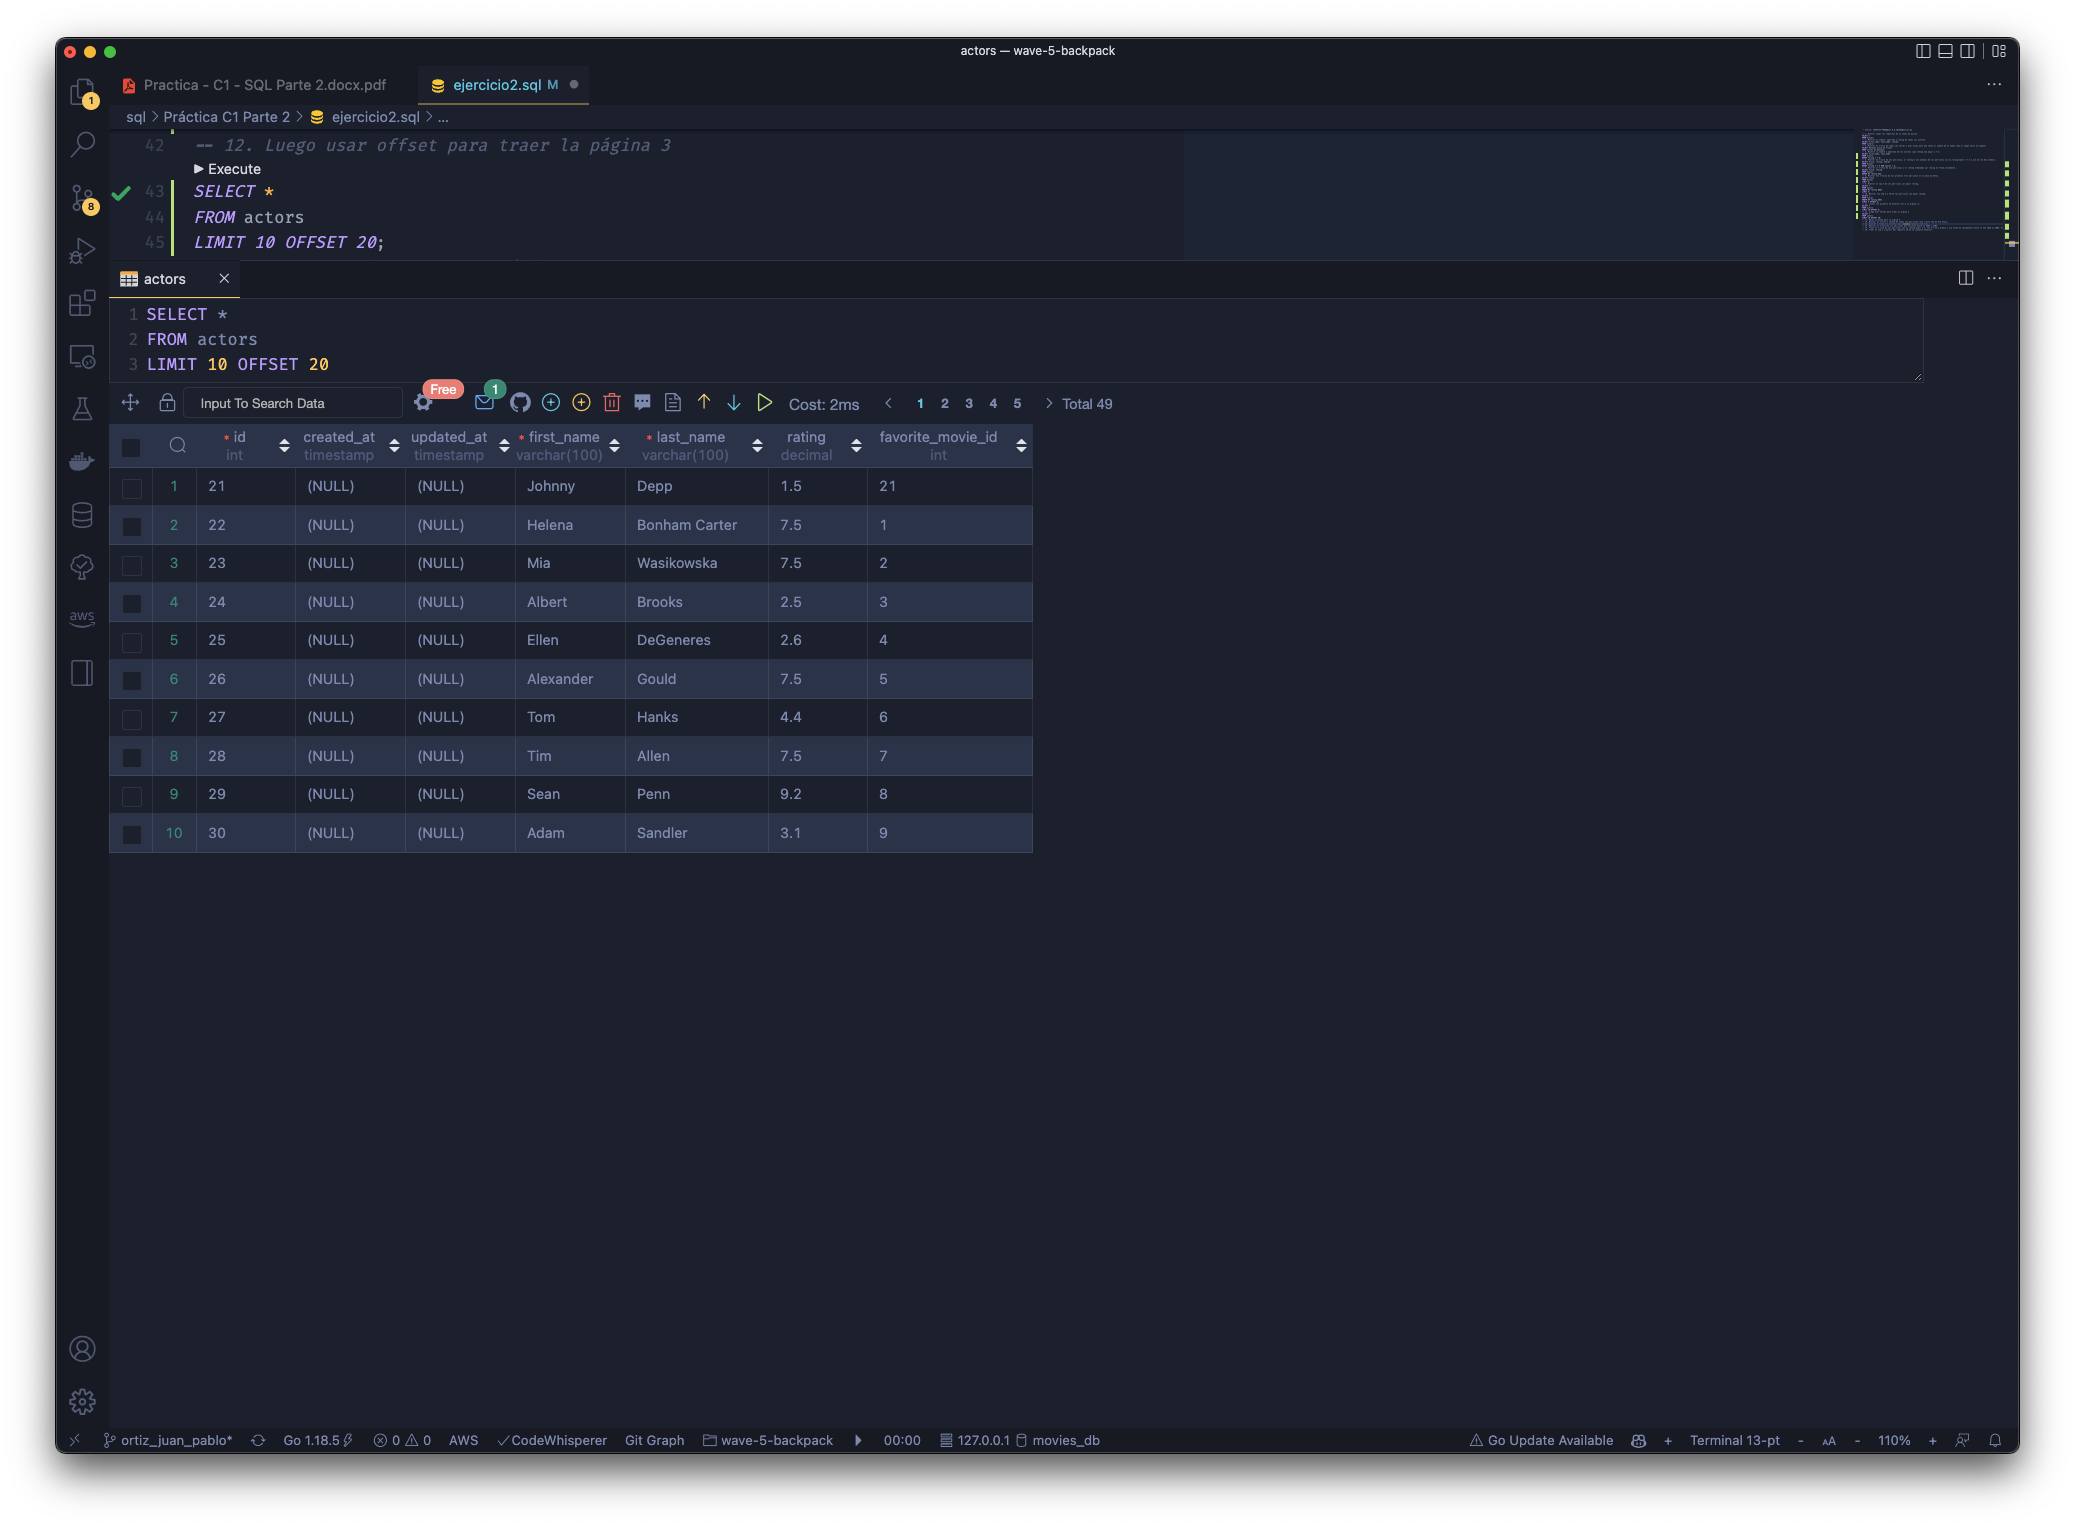 actors — wave-5-backpack
Practica - C1 - SQL Parte 2.docx.pdf
ejercicio2.sql M
1
sql > Práctica C1 Parte 2 > ejercicio2.sql > ...
42 -- 12. Luego usar offset para traer la página 3
Execute
43 SELECT *
8
44 FROM actors
45 LIMIT 10 OFFSET 20;
actors
1 SELECT *
2 FROM actors
3 LIMIT 10 OFFSET 20
Input To Search Data Free 1 Cost: 2ms < 1 2 3 4 5 > Total 49
* id created_at updated_at * first_name * last_name rating favorite_movie_id
int timestamp timestamp varchar(100) varchar(100) decimal int
1 21 (NULL) (NULL) Johnny Depp 1.5 21
2 22 (NULL) (NULL) Helena Bonham Carter 7.5 1
3 23 (NULL) (NULL) Mia Wasikowska 7.5 2
4 24 (NULL) (NULL) Albert Brooks 2.5 3
5 25 (NULL) (NULL) Ellen DeGeneres 2.6 4
6 26 (NULL) (NULL) Alexander Gould 7.5 5
7 27 (NULL) (NULL) Tom Hanks 4.4 6
8 28 (NULL) (NULL) Tim Allen 7.5 7
9 29 (NULL) (NULL) Sean Penn 9.2 8
10 30 (NULL) (NULL) Adam Sandler 3.1 9
aws
ortiz_juan_pablo* Go 1.18.5 0 0 AWS CodeWhisperer Git Graph wave-5-backpack 00:00 127.0.0.1 movies_db Go Update Available + Terminal 13-pt - AA - 110% +